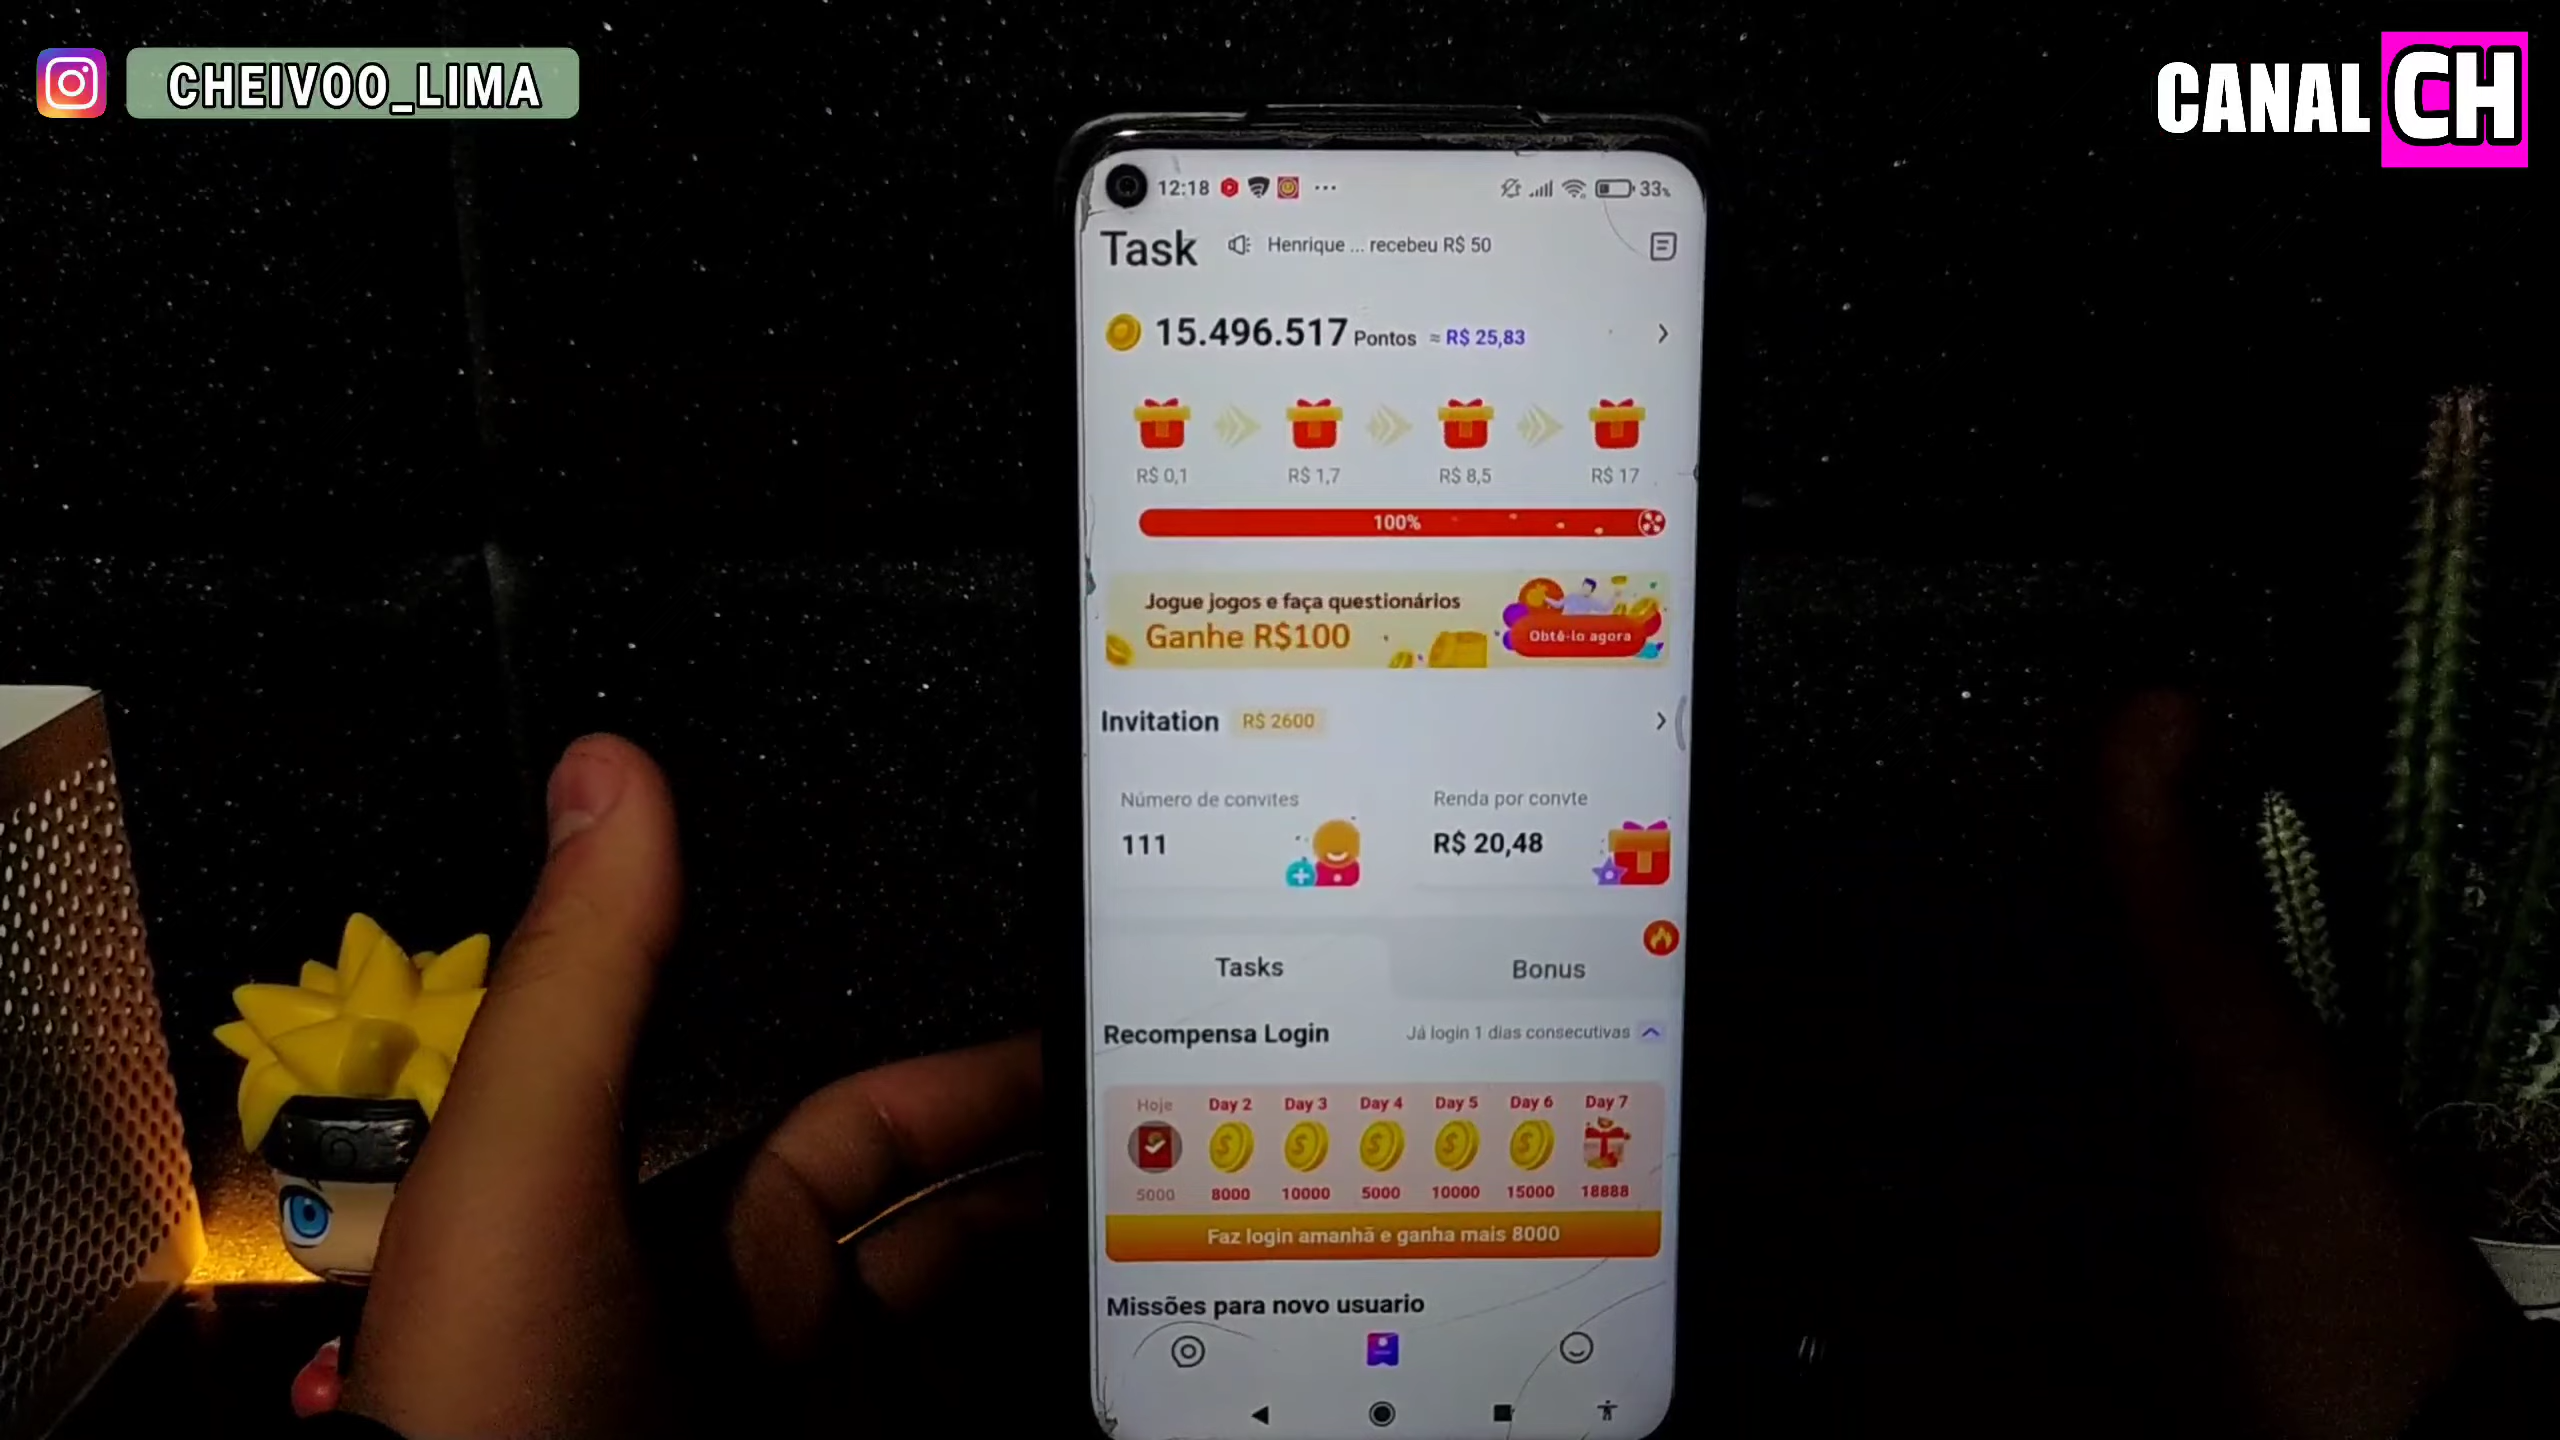 CHEIVOO_LIMA
CANAL CH
12:18
33%
Task
Henrique ... recebeu R$ 50
15.496.517 Pontos ≈ R$ 25,83
R$ 0,1
R$ 1,7
R$ 8,5
R$ 17
100%
Jogue jogos e faça questionários
Ganhe R$100
Obtê-lo agora
Invitation
R$ 2600
Número de convites
111
Renda por convte
R$ 20,48
Tasks
Bonus
Recompensa Login
Já login 1 dias consecutivas
Hoje
Day 2
Day 3
Day 4
Day 5
Day 6
Day 7
5000
8000
10000
5000
10000
15000
18888
Faz login amanhã e ganha mais 8000
Missões para novo usuario